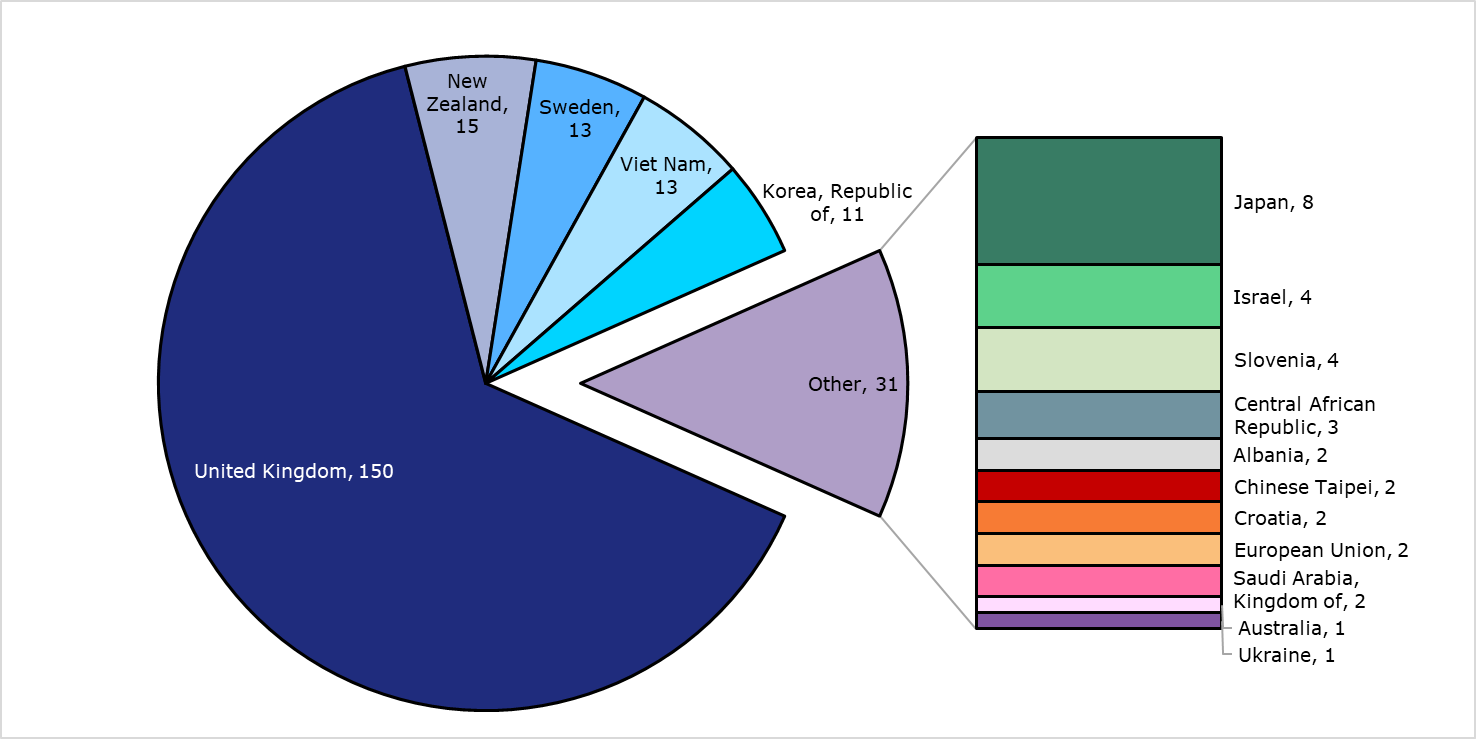 New
Zealand,
15
Sweden,
13
Viet Nam,
13
Korea, Republic
of, 11
Other, 31
United Kingdom, 150
Japan, 8
Israel, 4
Slovenia, 4
Central African
Republic, 3
Albania, 2
Chinese Taipei, 2
Croatia, 2
European Union, 2
Saudi Arabia,
Kingdom of, 2
Australia, 1
Ukraine, 1